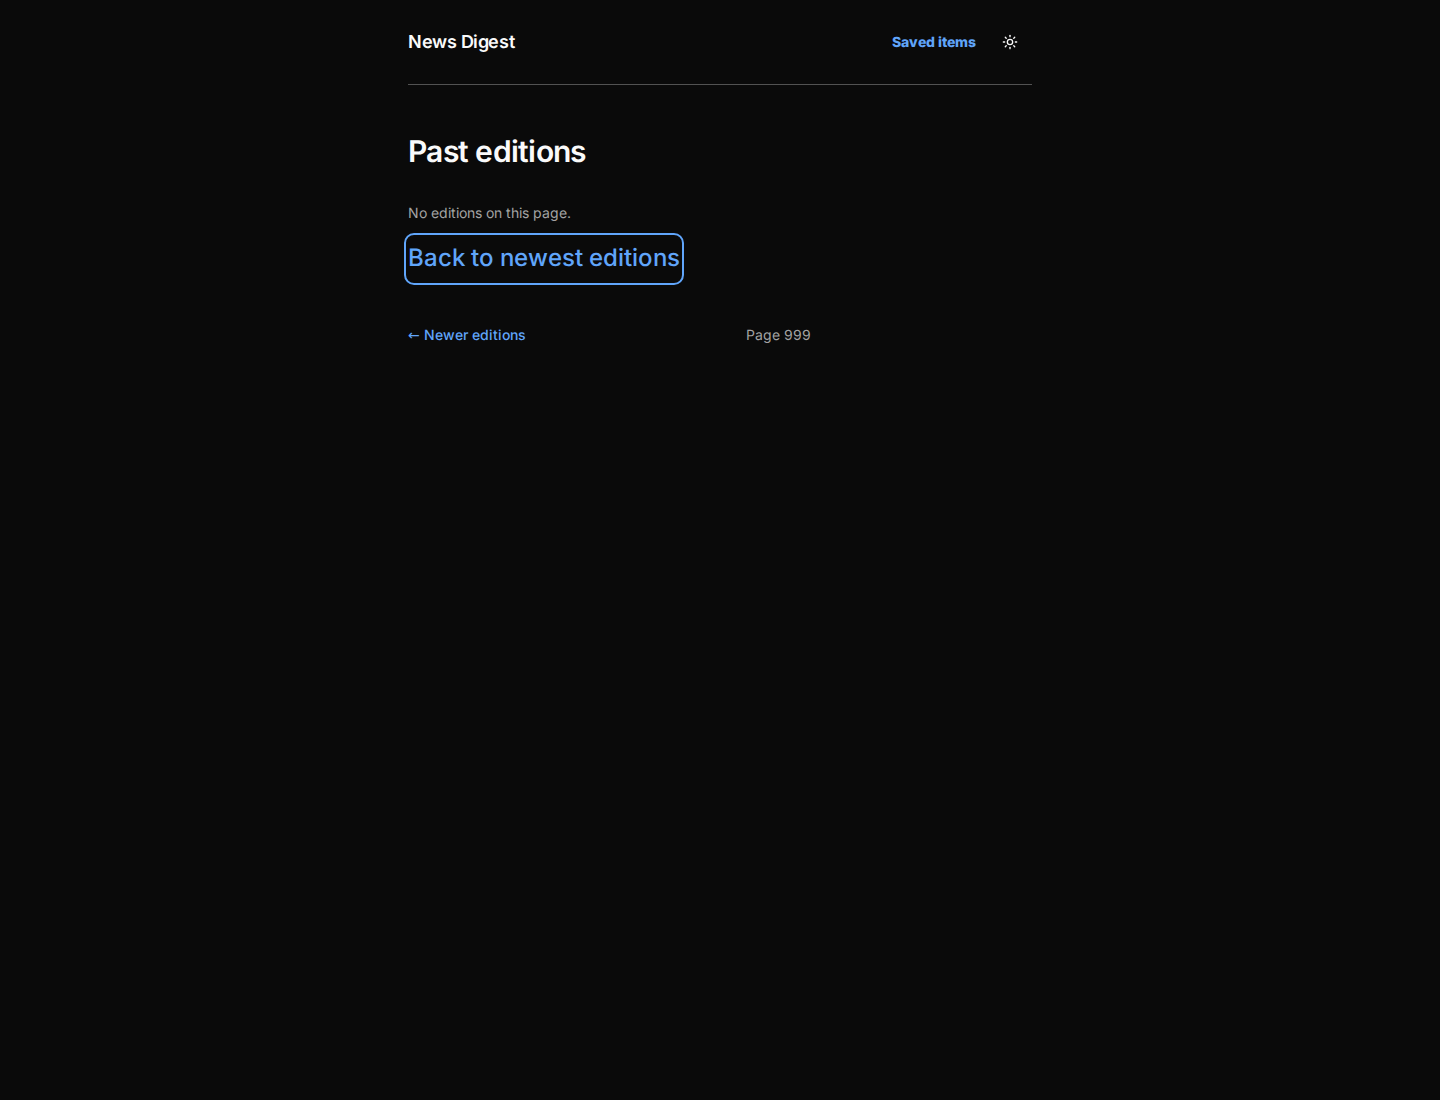 News Digest
Saved items
Past editions
No editions on this page.
Back to newest editions
← Newer editions
Page 999